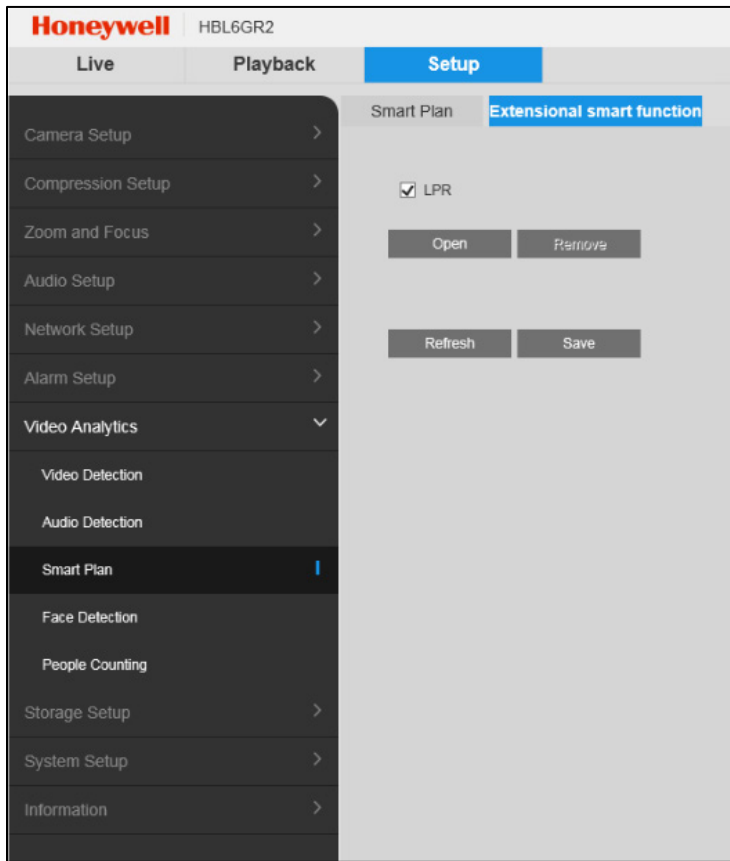 Honeywell HBL6GR2
Live Playback Setup
Smart Plan Extensional smart function
Camera Setup
Compression Setup
LPR
Zoom and Focus
Open Remove
Audio Setup
Network Setup
Refresh Save
Alarm Setup
Video Analytics
Video Detection
Audio Detection
Smart Plan
Face Detection
People Counting
Storage Setup
System Setup
Information